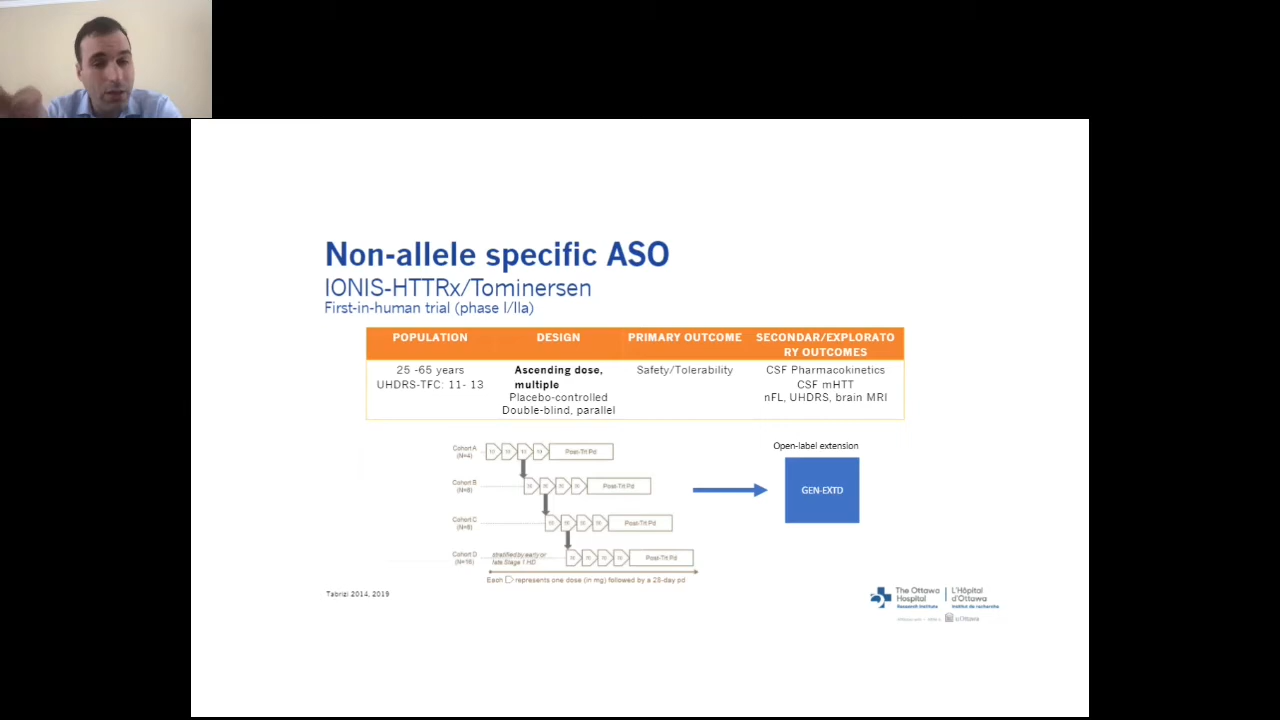 Non-allele specific ASO
IONIS-HTTRx/Tominersen
First-in-human trial (phase I/IIa)
POPULATION
DESIGN
PRIMARY OUTCOME
SECONDAR/EXPLORATO
RY OUTCOMES
25 -65 years
UHDRS-TFC: 11- 13
Ascending dose,
multiple
Placebo-controlled
Double-blind, parallel
Safety/Tolerability
CSF Pharmacokinetics
CSF mHTT
nFL, UHDRS, brain MRI
Cohort A
(N=4)
Post-Trt Pd
Cohort B
(N=8)
Post-Trt Pd
Cohort C
(N=8)
Post-Trt Pd
Cohort D
(N=16)
stratified by early or
late Stage 1 HD
Post-Trt Pd
Each represents one dose (in mg) followed by a 28-day pd
Open-label extension
GEN-EXTD
Tabrizi 2014, 2019
The Ottawa
Hospital
Research Institute
L'Hôpital
d'Ottawa
Institut de recherche
uOttawa